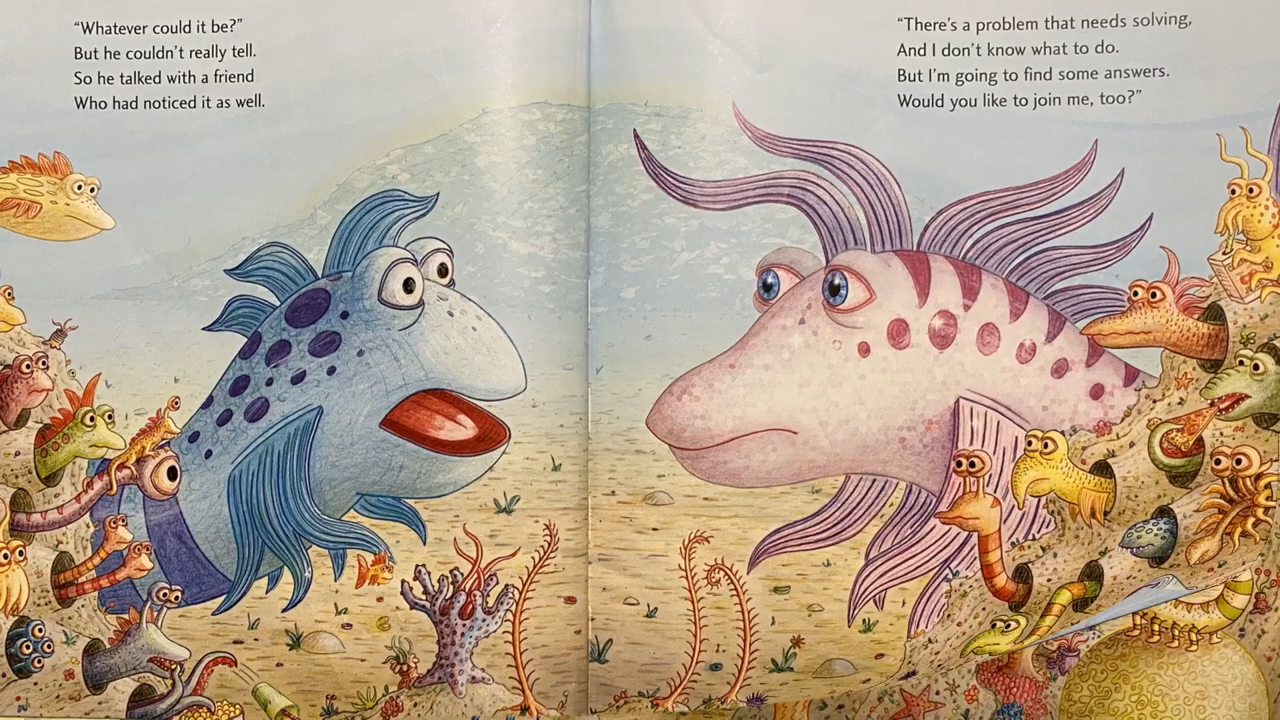 “Whatever could it be?”
But he couldn’t really tell.
So he talked with a friend
Who had noticed it as well.
“There’s a problem that needs solving,
And I don’t know what to do.
But I’m going to find some answers.
Would you like to join me, too?”